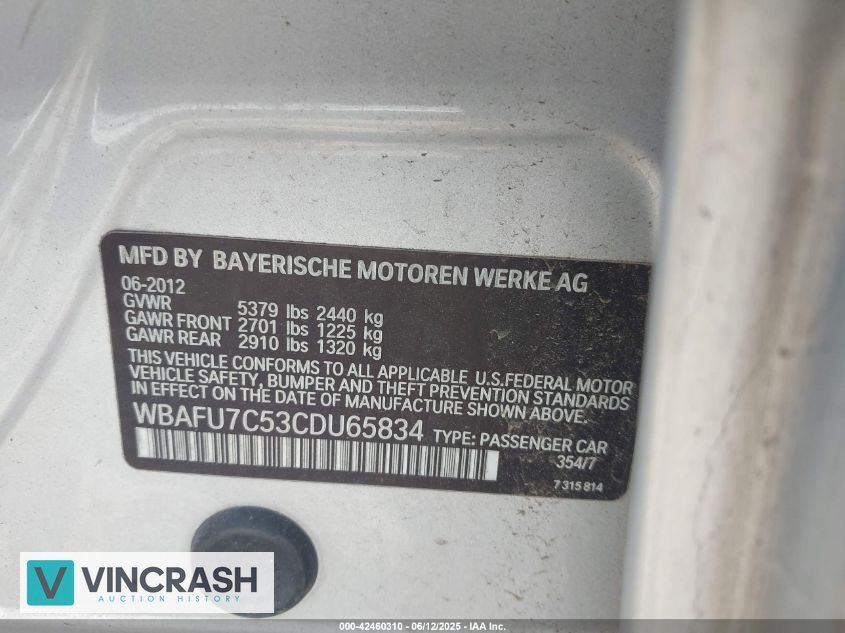 MFD BY BAYERISCHE MOTOREN WERKE AG
06-2012
GVWR 5379 lbs 2440 kg
GAWR FRONT 2701 lbs 1225 kg
GAWR REAR 2910 lbs 1320 kg
THIS VEHICLE CONFORMS TO ALL APPLICABLE U.S.FEDERAL MOTOR
VEHICLE SAFETY, BUMPER AND THEFT PREVENTION STANDARDS
IN EFFECT ON THE DATE OF MANUFACTURE SHOWN ABOVE.
WBAFU7C53CDU65834 TYPE: PASSENGER CAR
354/7
7315814
V VINCRASH
AUCTION HISTORY
000-42460310 - 06/12/2025 - IAA Inc.